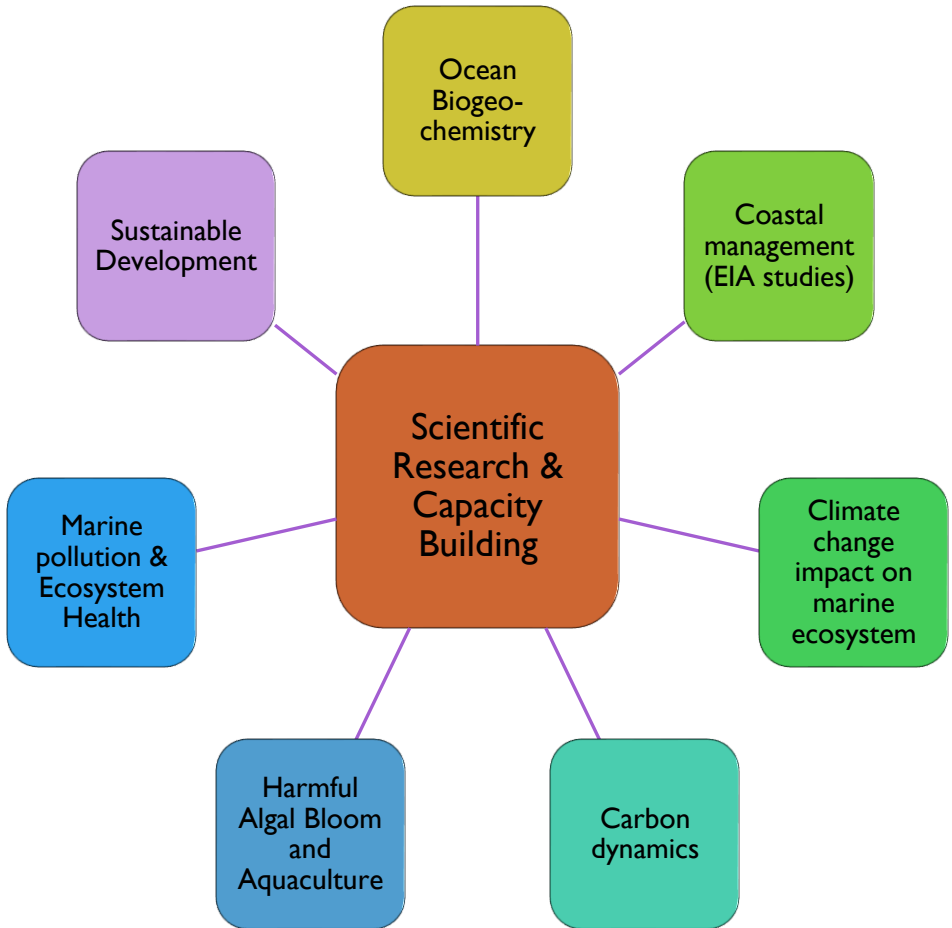 Ocean
Biogeo-
chemistry
Sustainable
Development
Coastal
management
(EIA studies)
Scientific
Research &
Capacity
Building
Marine
pollution &
Ecosystem
Health
Climate
change
impact on
marine
ecosystem
Harmful
Algal Bloom
and
Aquaculture
Carbon
dynamics